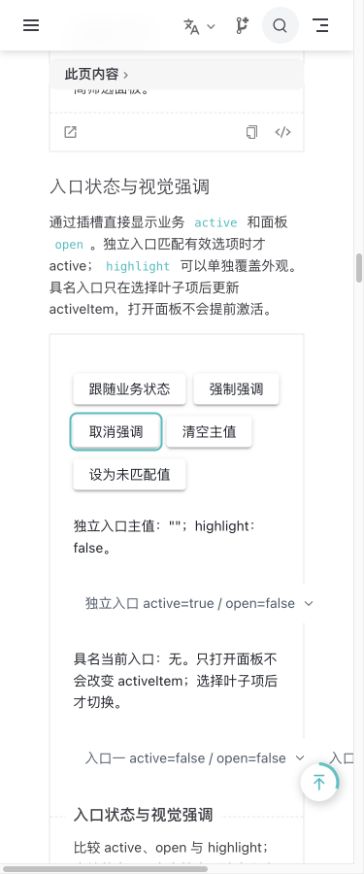 此页内容 ›
入口状态与视觉强调
通过插槽直接显示业务 active 和面板
open 。独立入口匹配有效选项时才
active； highlight 可以单独覆盖外观。
具名入口只在选择叶子项后更新
activeItem，打开面板不会提前激活。
跟随业务状态 强制强调
取消强调 清空主值
设为未匹配值
独立入口主值：""；highlight：
false。
独立入口 active=true / open=false
具名当前入口：无。只打开面板不
会改变 activeItem；选择叶子项后
才切换。
入口一 active=false / open=false 入口
入口状态与视觉强调
比较 active、open 与 highlight；